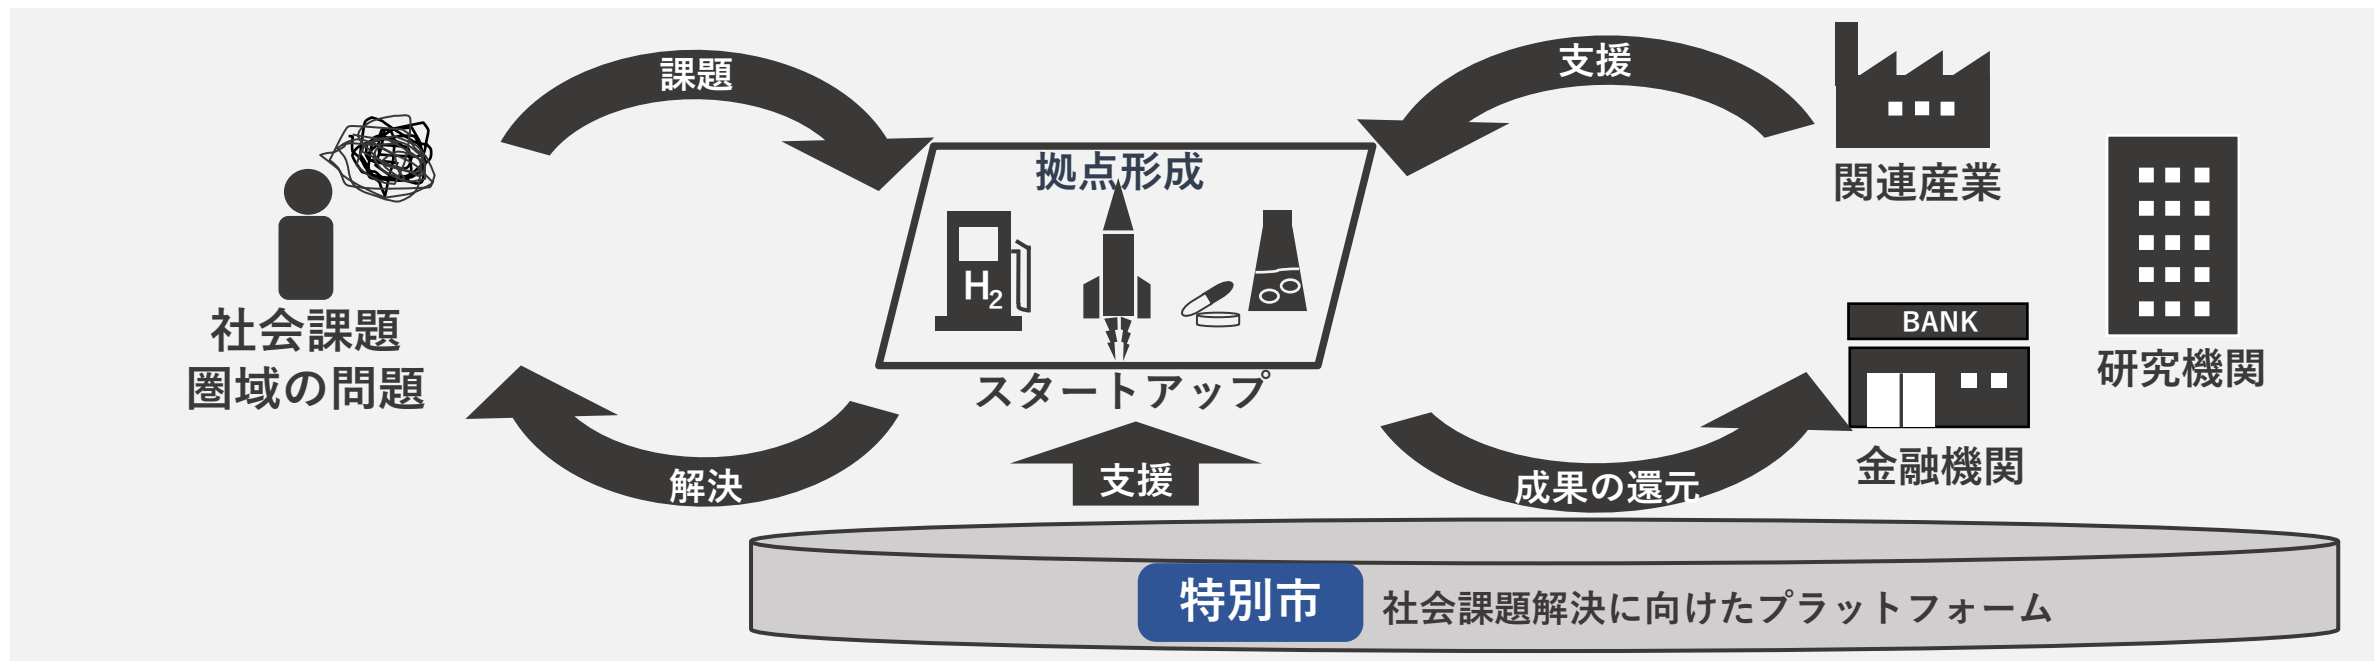 課題
支援
拠点形成
関連産業
H2
BANK
社会課題
圏域の問題
研究機関
スタートアップ
金融機関
解決
支援
成果の還元
特別市
社会課題解決に向けたプラットフォーム